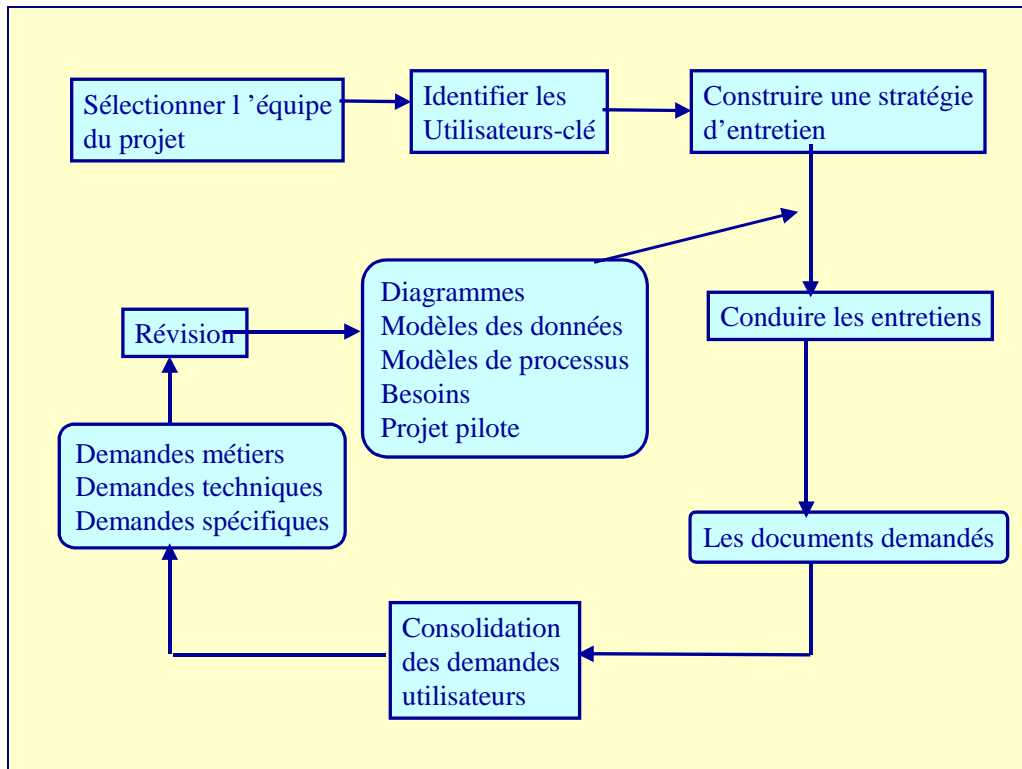 Sélectionner l ’équipe
du projet
Identifier les
Utilisateurs-clé
Construire une stratégie
d’entretien
Diagrammes
Modèles des données
Modèles de processus
Besoins
Projet pilote
Révision
Conduire les entretiens
Demandes métiers
Demandes techniques
Demandes spécifiques
Les documents demandés
Consolidation
des demandes
utilisateurs